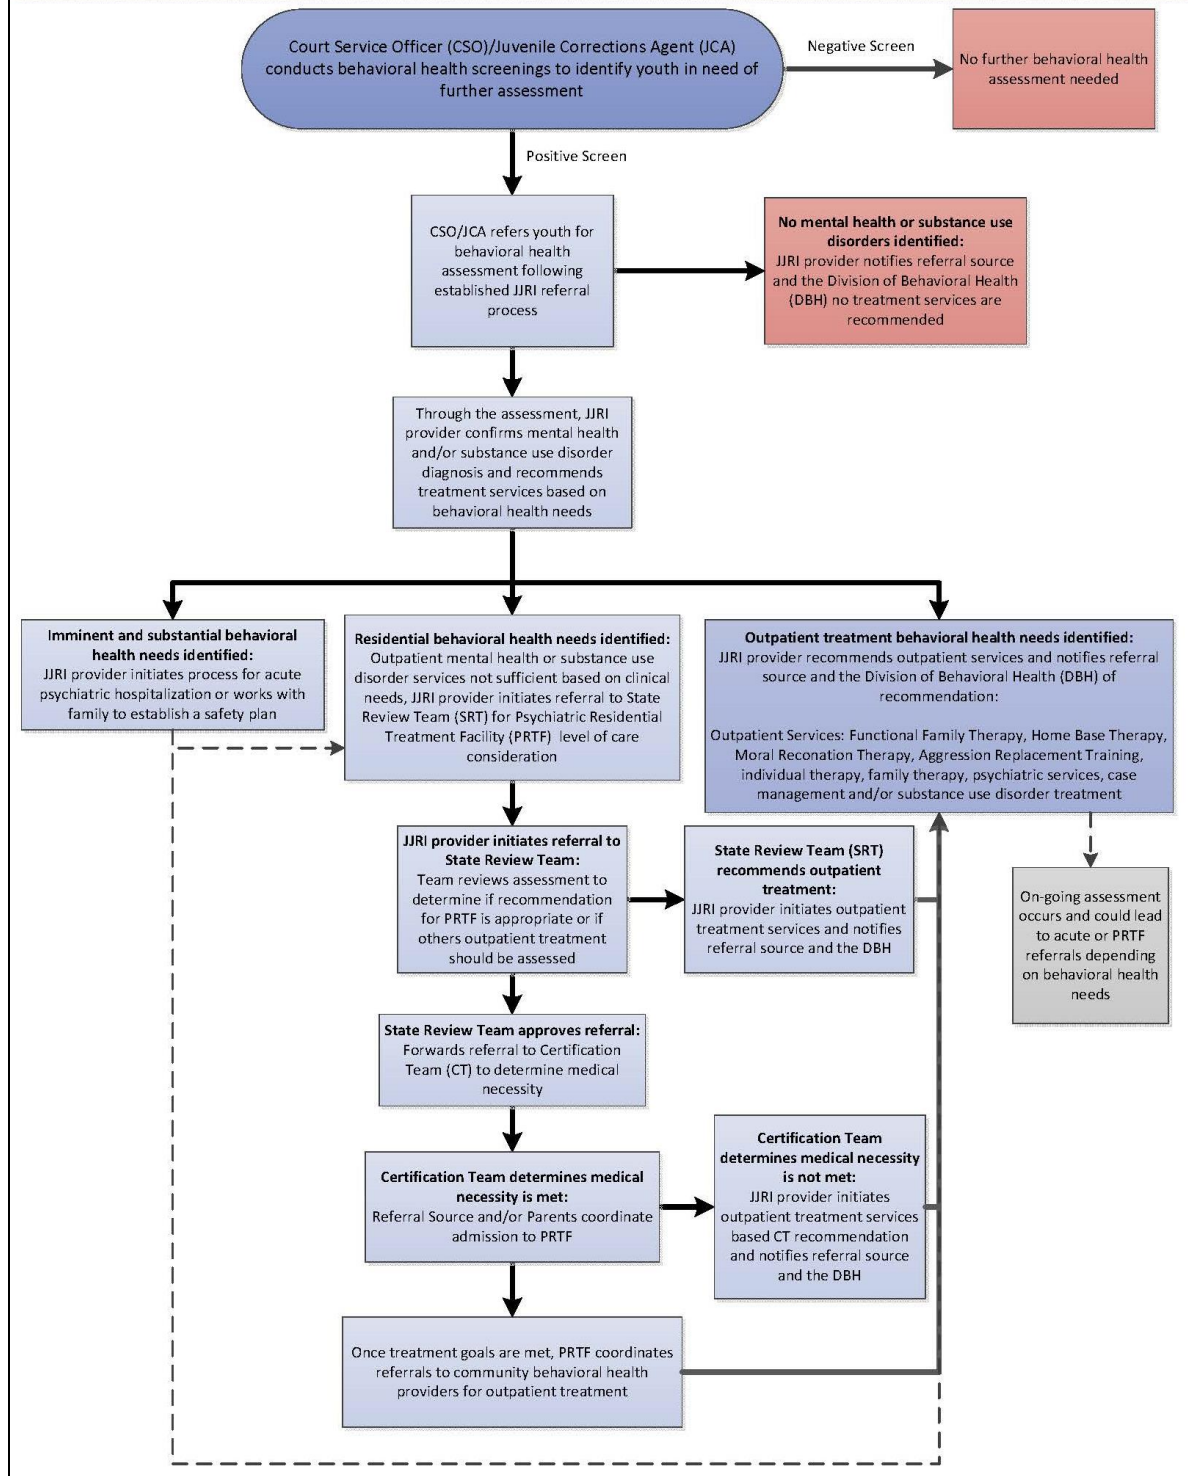 Court Service Officer (CSO)/Juvenile Corrections Agent (JCA)
conducts behavioral health screenings to identify youth in need of
further assessment
Negative Screen
No further behavioral health
assessment needed
Positive Screen
CSO/JCA refers youth for
behavioral health
assessment following
established JJRI referral
process
No mental health or substance use
disorders identified:
JJRI provider notifies referral source
and the Division of Behavioral Health
(DBH) no treatment services are
recommended
Through the assessment, JJRI
provider confirms mental health
and/or substance use disorder
diagnosis and recommends
treatment services based on
behavioral health needs
Imminent and substantial behavioral
health needs identified:
JJRI provider initiates process for acute
psychiatric hospitalization or works with
family to establish a safety plan
Residential behavioral health needs identified:
Outpatient mental health or substance use
disorder services not sufficient based on clinical
needs, JJRI provider initiates referral to State
Review Team (SRT) for Psychiatric Residential
Treatment Facility (PRTF) level of care
consideration
Outpatient treatment behavioral health needs identified:
JJRI provider recommends outpatient services and notifies referral
source and the Division of Behavioral Health (DBH) of
recommendation:
Outpatient Services: Functional Family Therapy, Home Base Therapy,
Moral Reconation Therapy, Aggression Replacement Training,
individual therapy, family therapy, psychiatric services, case
management and/or substance use disorder treatment
JJRI provider initiates referral to
State Review Team:
Team reviews assessment to
determine if recommendation
for PRTF is appropriate or if
others outpatient treatment
should be assessed
State Review Team (SRT)
recommends outpatient
treatment:
JJRI provider initiates outpatient
treatment services and notifies
referral source and the DBH
On-going assessment
occurs and could lead
to acute or PRTF
referrals depending
on behavioral health
needs
State Review Team approves referral:
Forwards referral to Certification
Team (CT) to determine medical
necessity
Certification Team determines medical
necessity is met:
Referral Source and/or Parents coordinate
admission to PRTF
Certification Team
determines medical necessity
is not met:
JJRI provider initiates
outpatient treatment services
based CT recommendation
and notifies referral source
and the DBH
Once treatment goals are met, PRTF coordinates
referrals to community behavioral health
providers for outpatient treatment